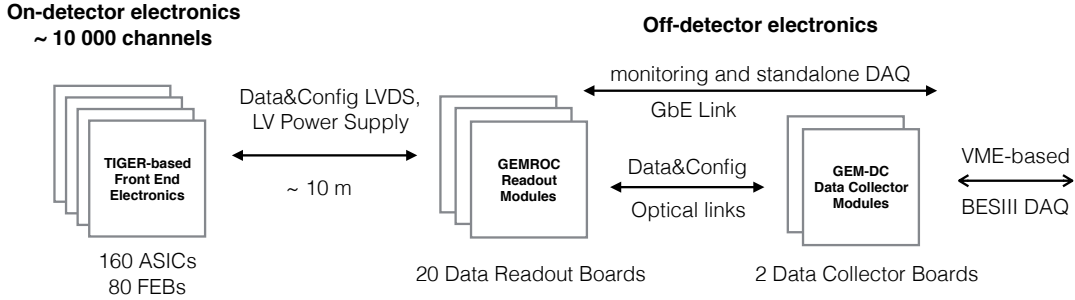 On-detector electronics
~ 10 000 channels
Off-detector electronics
Data&Config LVDS,
LV Power Supply
~ 10 m
monitoring and standalone DAQ
GbE Link
TIGER-based
Front End
Electronics
GEMROC
Readout
Modules
Data&Config
Optical links
GEM-DC
Data Collector
Modules
VME-based
BESIII DAQ
160 ASICs
80 FEBs
20 Data Readout Boards
2 Data Collector Boards